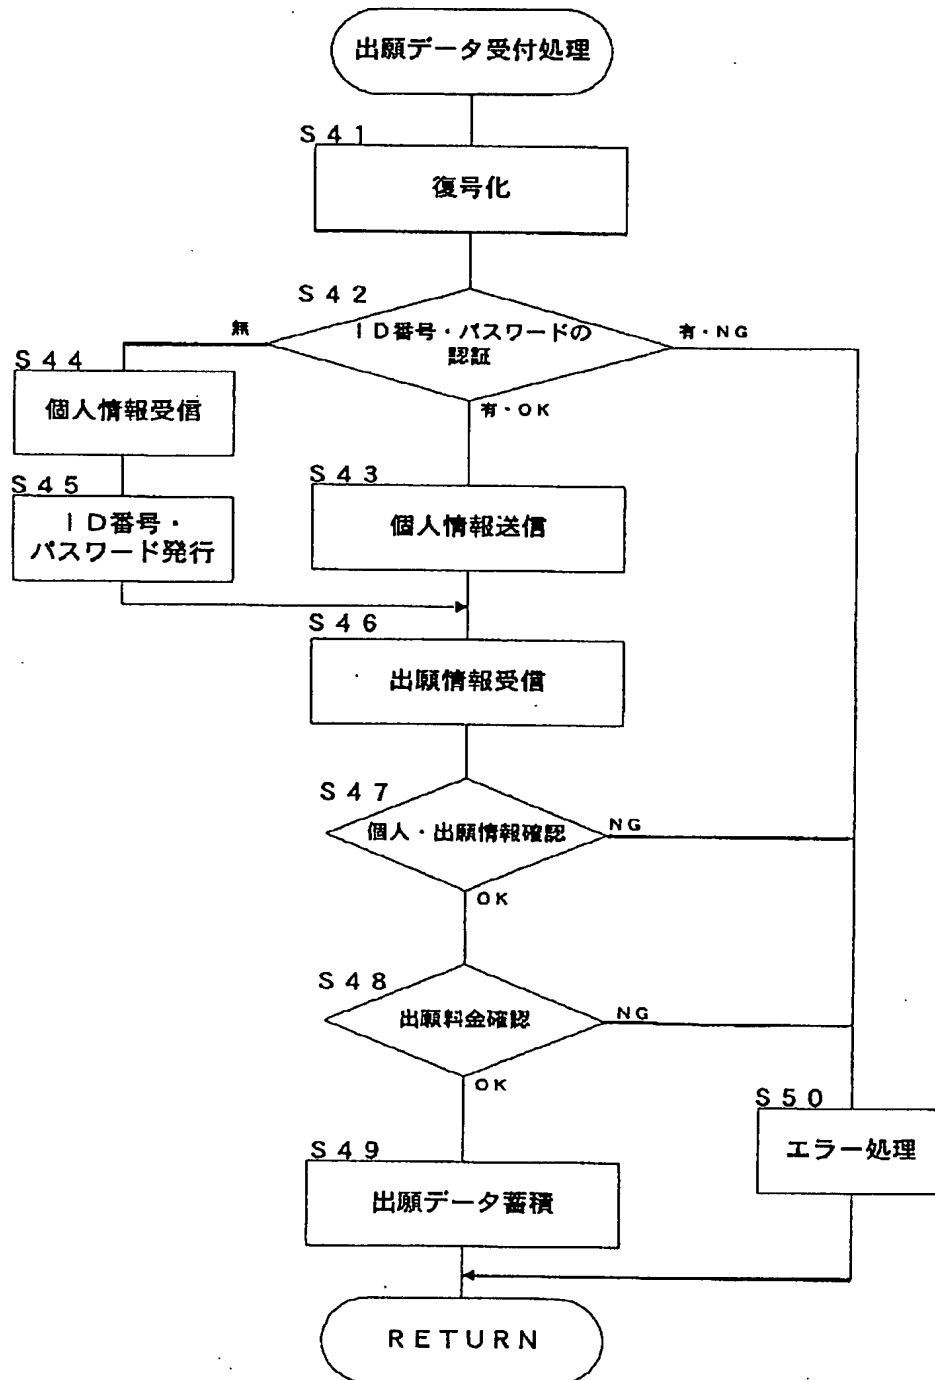 出願データ受付処理
S41
復号化
S42
ID番号・パスワードの
認証
無
有・NG
有・OK
S44
個人情報受信
S45
ID番号・
パスワード発行
S43
個人情報送信
S46
出願情報受信
S47
個人・出願情報確認
NG
OK
S48
出願料金確認
NG
OK
S49
出願データ蓄積
S50
エラー処理
RETURN